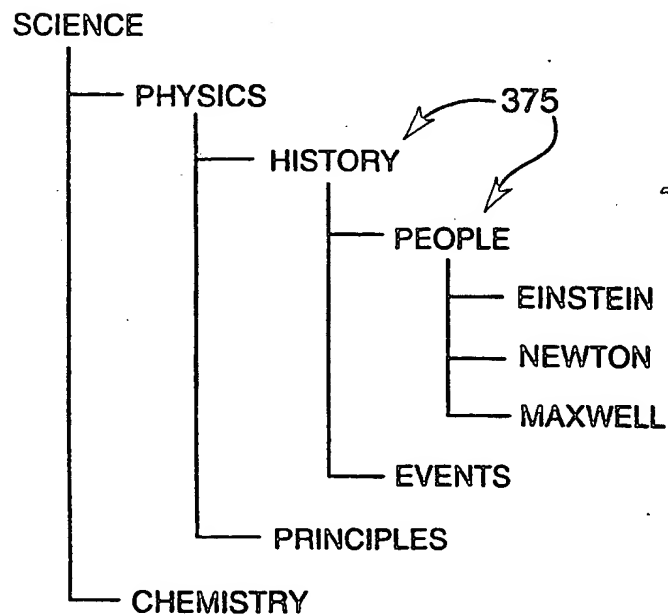 SCIENCE
PHYSICS
375
HISTORY
PEOPLE
EINSTEIN
NEWTON
MAXWELL
EVENTS
PRINCIPLES
CHEMISTRY